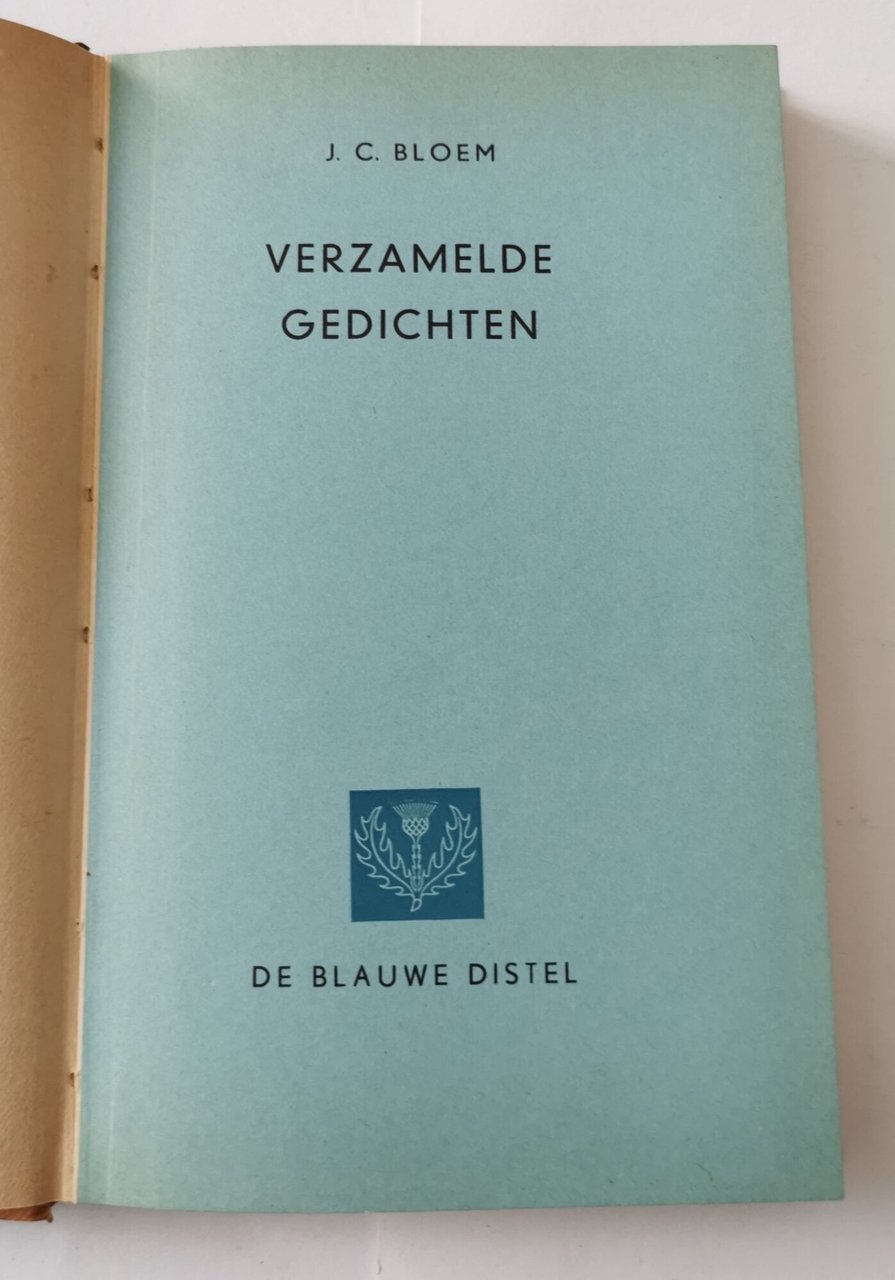 J. C. BLOEM
VERZAMELDE
GEDICHTEN
DE BLAUWE DISTEL